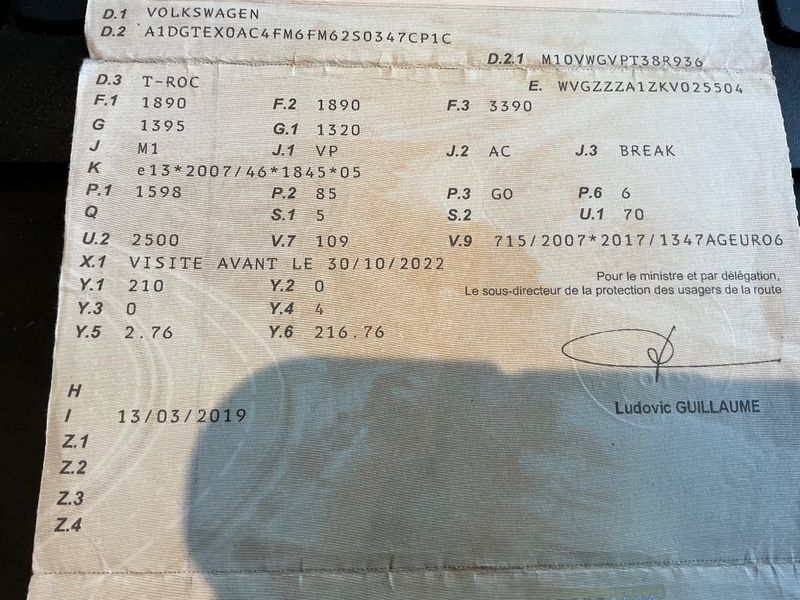 D.1 VOLKSWAGEN
D.2 A1DGTEX0AC4FM6FM62S0347CP1C
D.2.1 M10VWGVPT38R936
D.3 T-ROC E. WVGZZZA1ZKV025504
F.1 1890 F.2 1890 F.3 3390
G 1395 G.1 1320
J M1 J.1 VP J.2 AC J.3 BREAK
K e13*2007/46*1845*05
P.1 1598 P.2 85 P.3 GO P.6 6
Q S.1 5 S.2 U.1 70
U.2 2500 V.7 109 V.9 715/2007*2017/1347AGEURO6
X.1 VISITE AVANT LE 30/10/2022
Y.1 210 Y.2 0
Pour le ministre et par délégation,
Le sous-directeur de la protection des usagers de la route
Y.3 0 Y.4 4
Y.5 2.76 Y.6 216.76
H
I 13/03/2019
Ludovic GUILLAUME
Z.1
Z.2
Z.3
Z.4